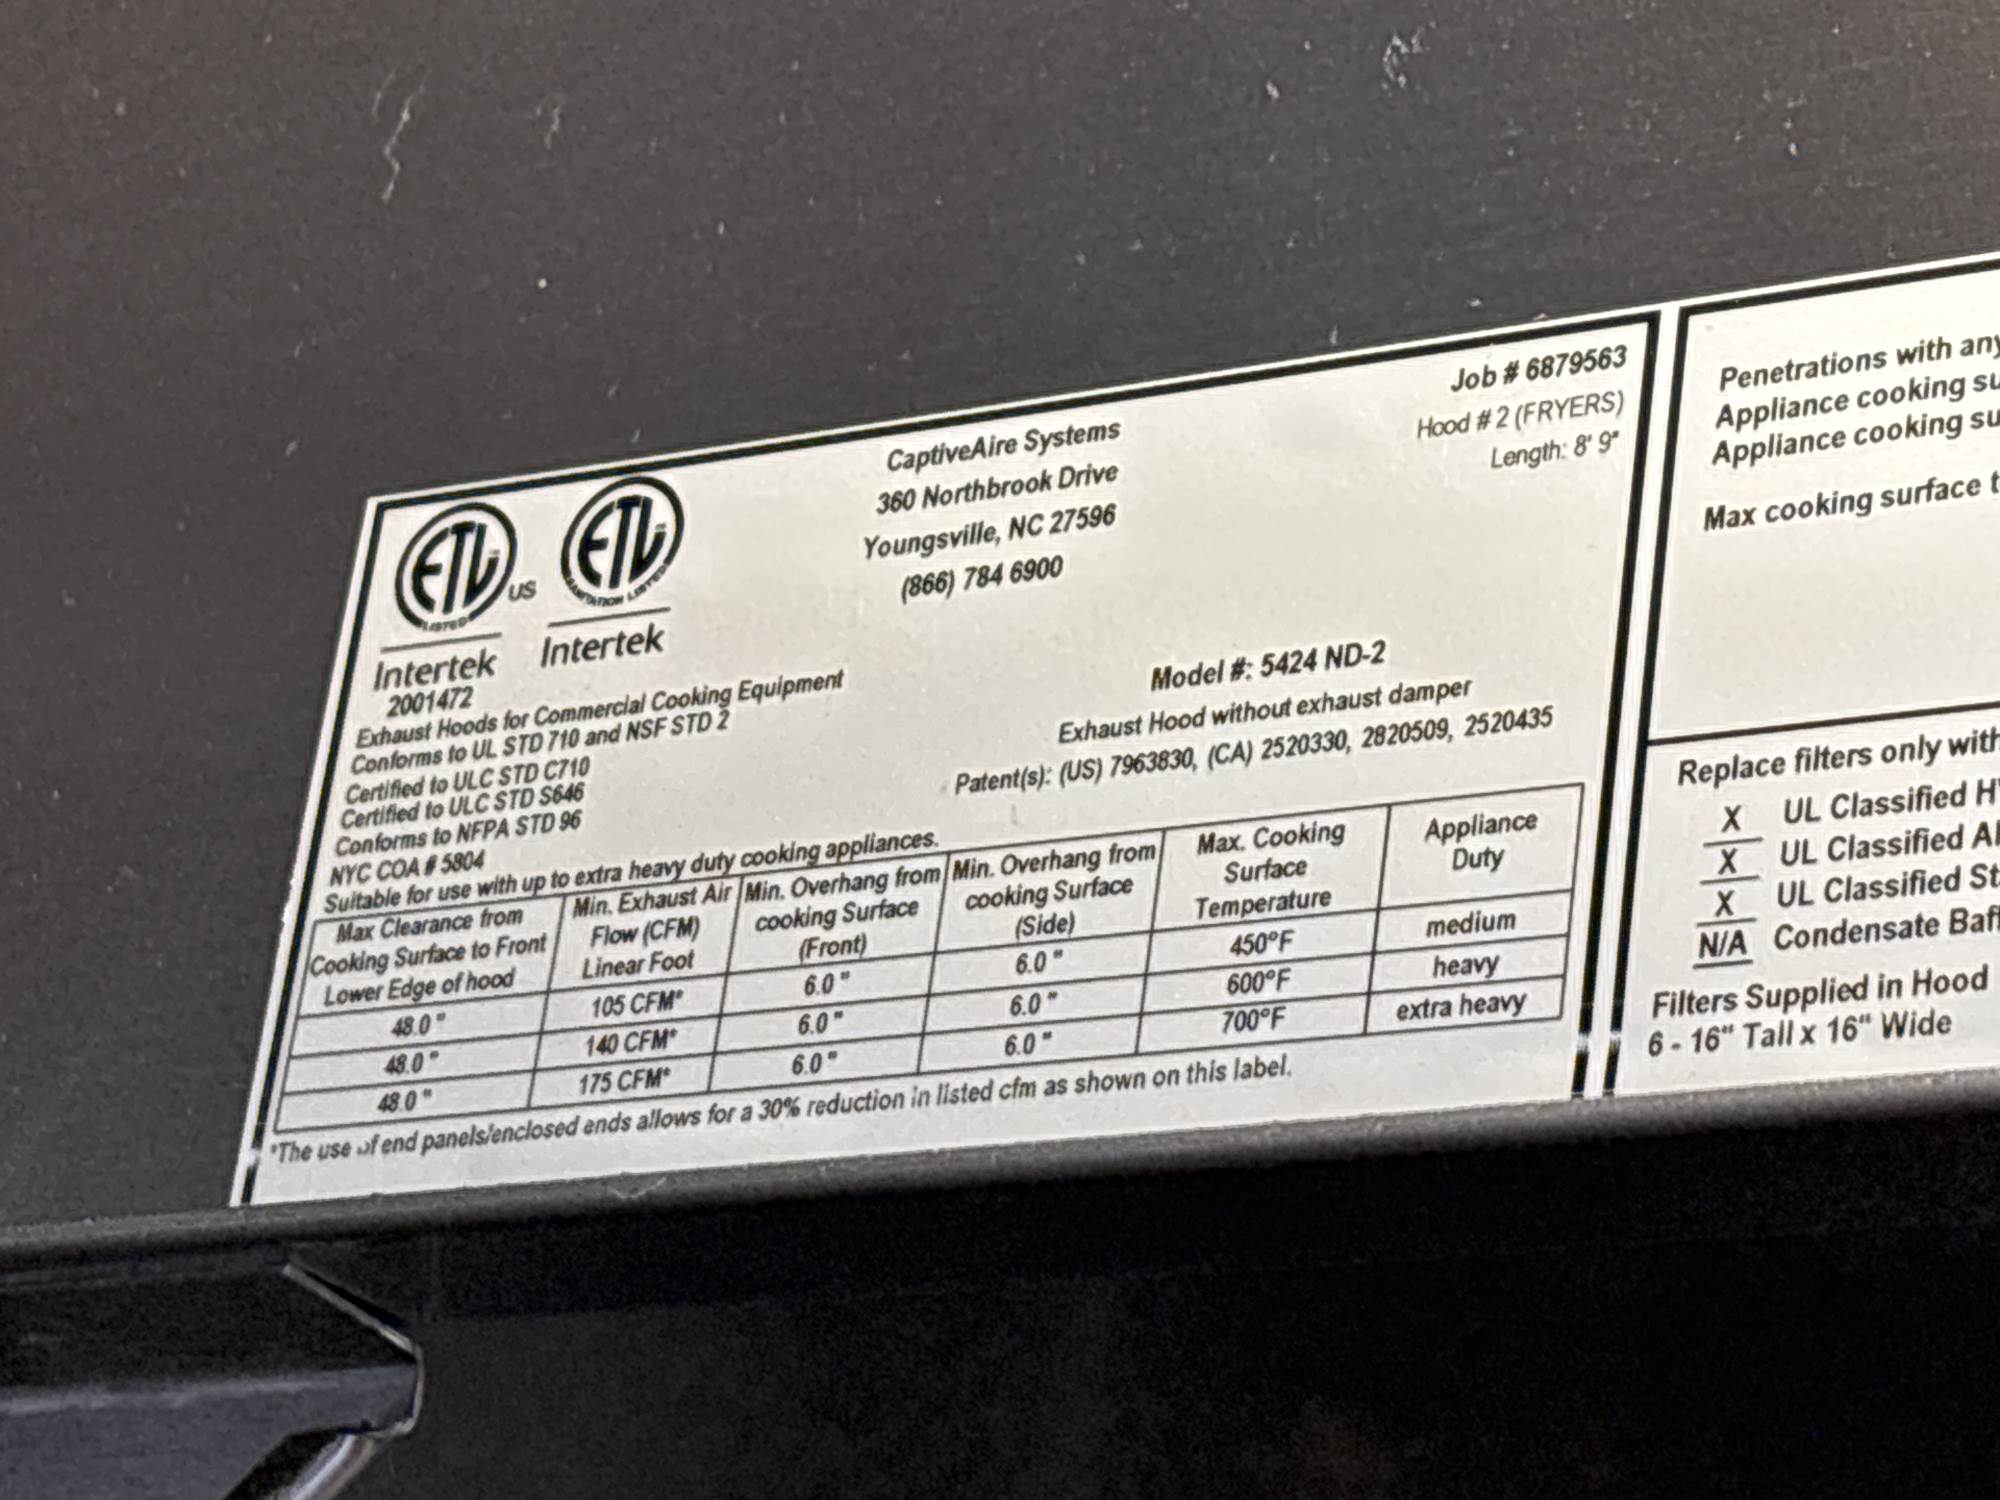 Job # 6879563
Hood # 2 (FRYERS)
Length: 8' 9"
CaptiveAire Systems
360 Northbrook Drive
Youngsville, NC 27596
(866) 784 6900
ETL
LISTED
US
Intertek
2001472
ETL
SANITATION LISTED
Intertek
Exhaust Hoods for Commercial Cooking Equipment
Conforms to UL STD 710 and NSF STD 2
Certified to ULC STD C710
Certified to ULC STD S646
Conforms to NFPA STD 96
NYC COA # 5804
Suitable for use with up to extra heavy duty cooking appliances.
Model #: 5424 ND-2
Exhaust Hood without exhaust damper
Patent(s): (US) 7963830, (CA) 2520330, 2820509, 2520435
Max Clearance from
Cooking Surface to Front
Lower Edge of hood
Min. Exhaust Air
Flow (CFM)
Linear Foot
Min. Overhang from
cooking Surface
(Front)
Min. Overhang from
cooking Surface
(Side)
Max. Cooking
Surface
Temperature
Appliance
Duty
48.0 " 105 CFM* 6.0 " 6.0 " 450°F medium
48.0 " 140 CFM* 6.0 " 6.0 " 600°F heavy
48.0 " 175 CFM* 6.0 " 6.0 " 700°F extra heavy
*The use of end panels/enclosed ends allows for a 30% reduction in listed cfm as shown on this label.
Penetrations with any
Appliance cooking su
Appliance cooking su
Max cooking surface t
Replace filters only with
X UL Classified H
X UL Classified Al
X UL Classified St
N/A Condensate Baf
Filters Supplied in Hood
6 - 16" Tall x 16" Wide